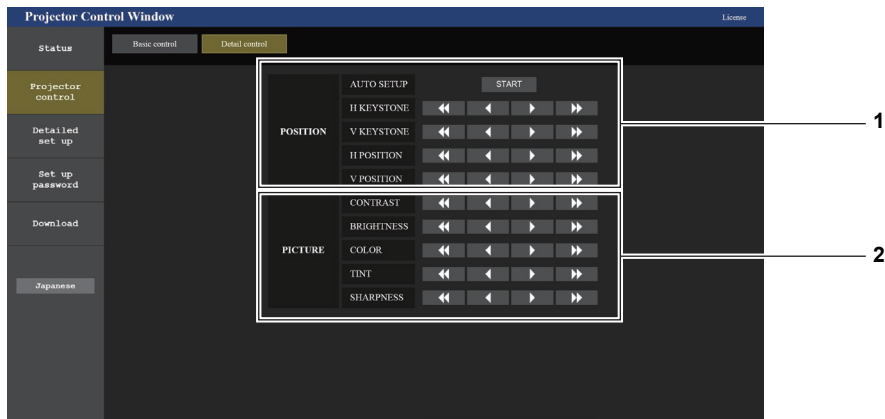 Projector Control Window
License
Status
Basic control
Detail control
Projector
control
Detailed
set up
Set up
password
Download
Japanese
POSITION
AUTO SETUP
START
H KEYSTONE
V KEYSTONE
H POSITION
V POSITION
PICTURE
CONTRAST
BRIGHTNESS
COLOR
TINT
SHARPNESS
1
2